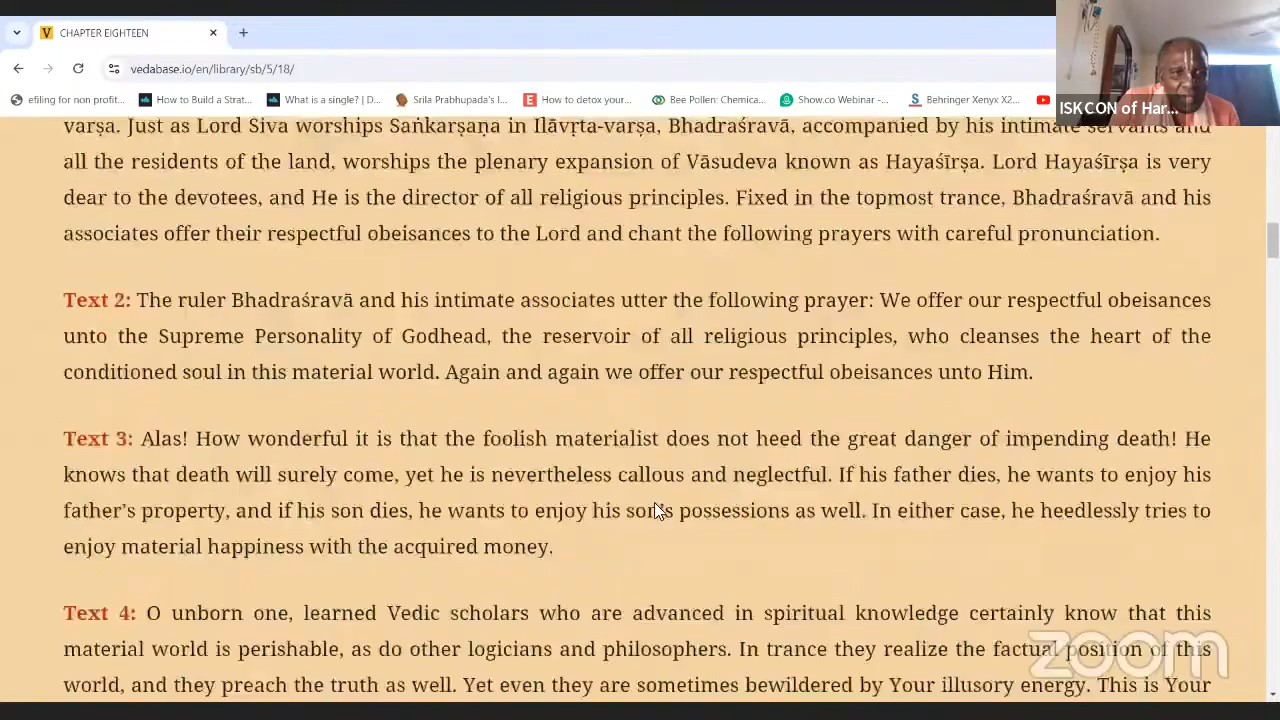 CHAPTER EIGHTEEN
vedabase.io/en/library/sb/5/18/
efiling for non profit... How to Build a Strat... What is a single? | D... Srila Prabhupada's l... How to detox your... Bee Pollen: Chemica... Show.co Webinar -... Behringer Xenyx X2...
ISKCON of Har...
varṣa. Just as Lord Śiva worships Saṅkarṣaṇa in Ilāvṛta-varṣa, Bhadraśravā, accompanied by his intimate servants and
all the residents of the land, worships the plenary expansion of Vāsudeva known as Hayaśīrṣa. Lord Hayaśīrṣa is very
dear to the devotees, and He is the director of all religious principles. Fixed in the topmost trance, Bhadraśravā and his
associates offer their respectful obeisances to the Lord and chant the following prayers with careful pronunciation.
Text 2: The ruler Bhadraśravā and his intimate associates utter the following prayer: We offer our respectful obeisances
unto the Supreme Personality of Godhead, the reservoir of all religious principles, who cleanses the heart of the
conditioned soul in this material world. Again and again we offer our respectful obeisances unto Him.
Text 3: Alas! How wonderful it is that the foolish materialist does not heed the great danger of impending death! He
knows that death will surely come, yet he is nevertheless callous and neglectful. If his father dies, he wants to enjoy his
father's property, and if his son dies, he wants to enjoy his son's possessions as well. In either case, he heedlessly tries to
enjoy material happiness with the acquired money.
Text 4: O unborn one, learned Vedic scholars who are advanced in spiritual knowledge certainly know that this
material world is perishable, as do other logicians and philosophers. In trance they realize the factual position of this
world, and they preach the truth as well. Yet even they are sometimes bewildered by Your illusory energy. This is Your
zoom